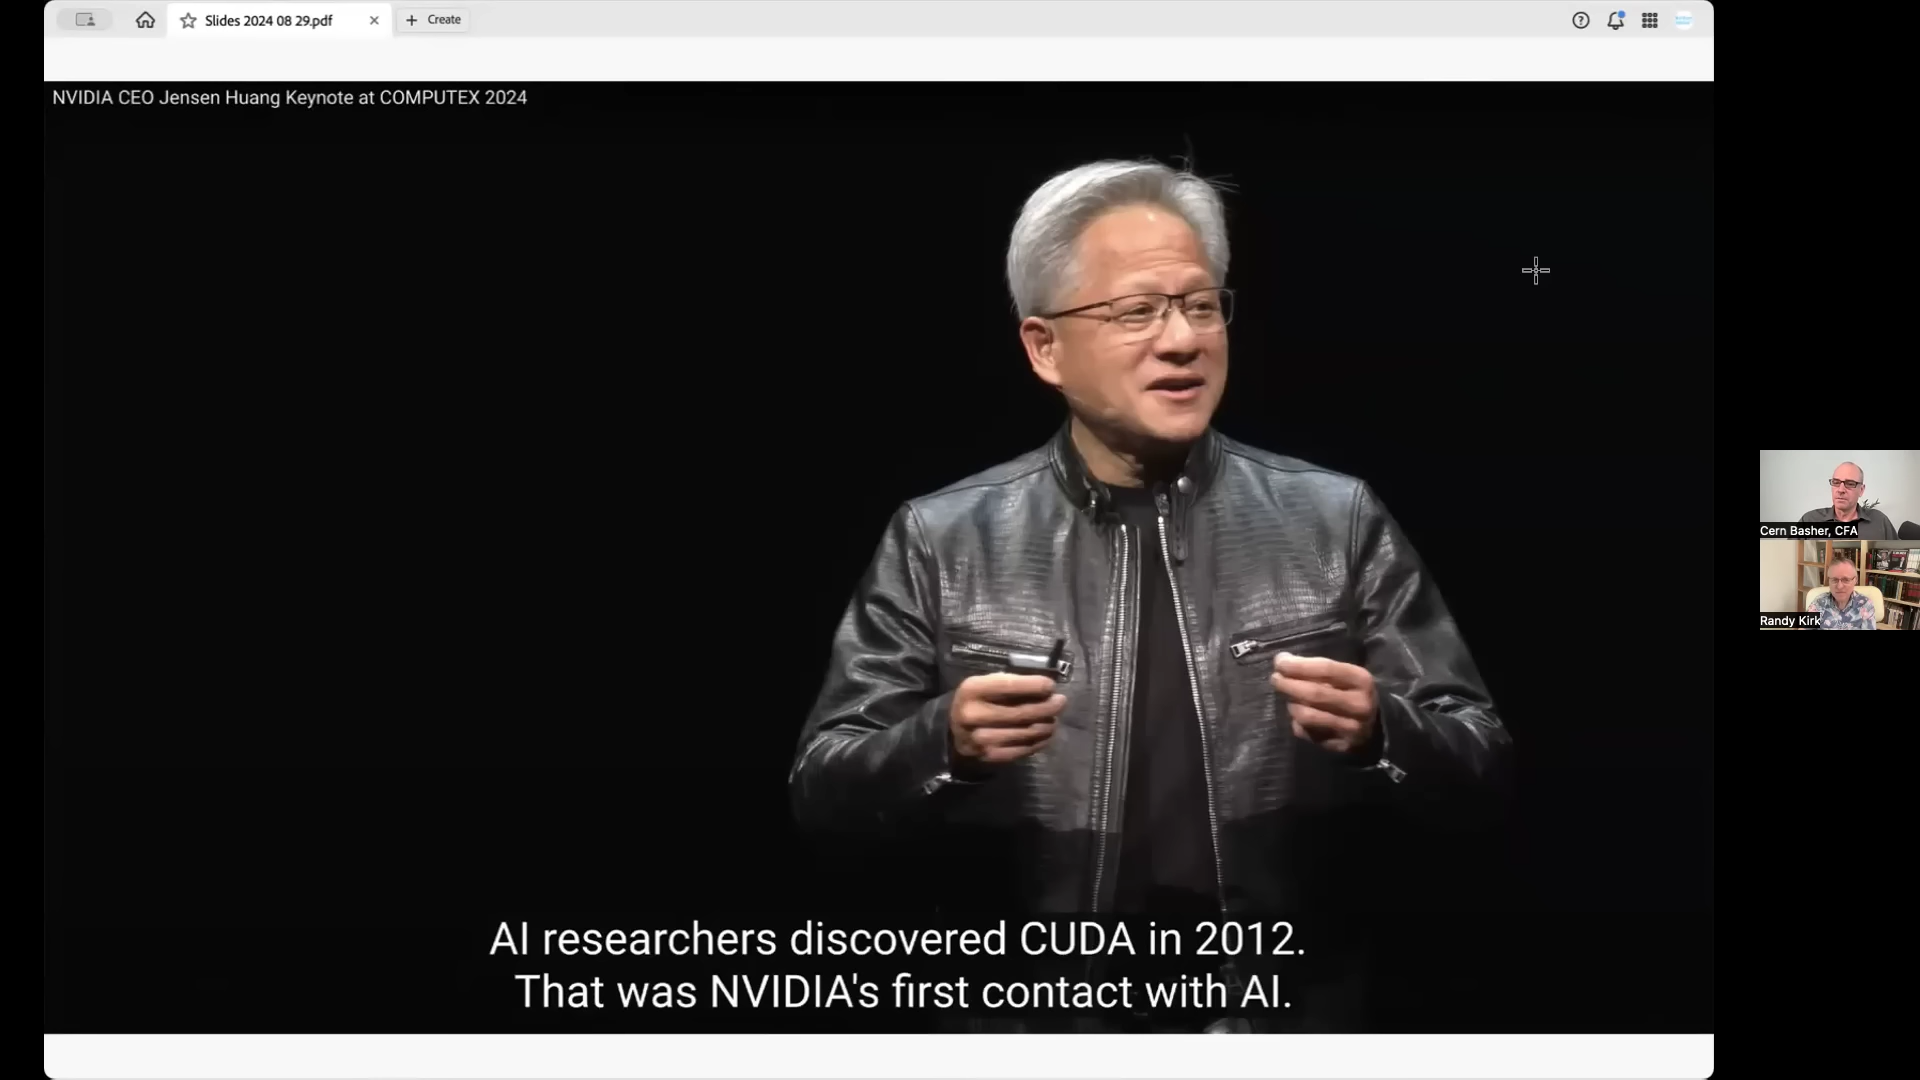 Slides 2024 08 29.pdf
Create
NVIDIA CEO Jensen Huang Keynote at COMPUTEX 2024
Cern Basher, CFA
Randy Kirk
AI researchers discovered CUDA in 2012.
That was NVIDIA's first contact with AI.